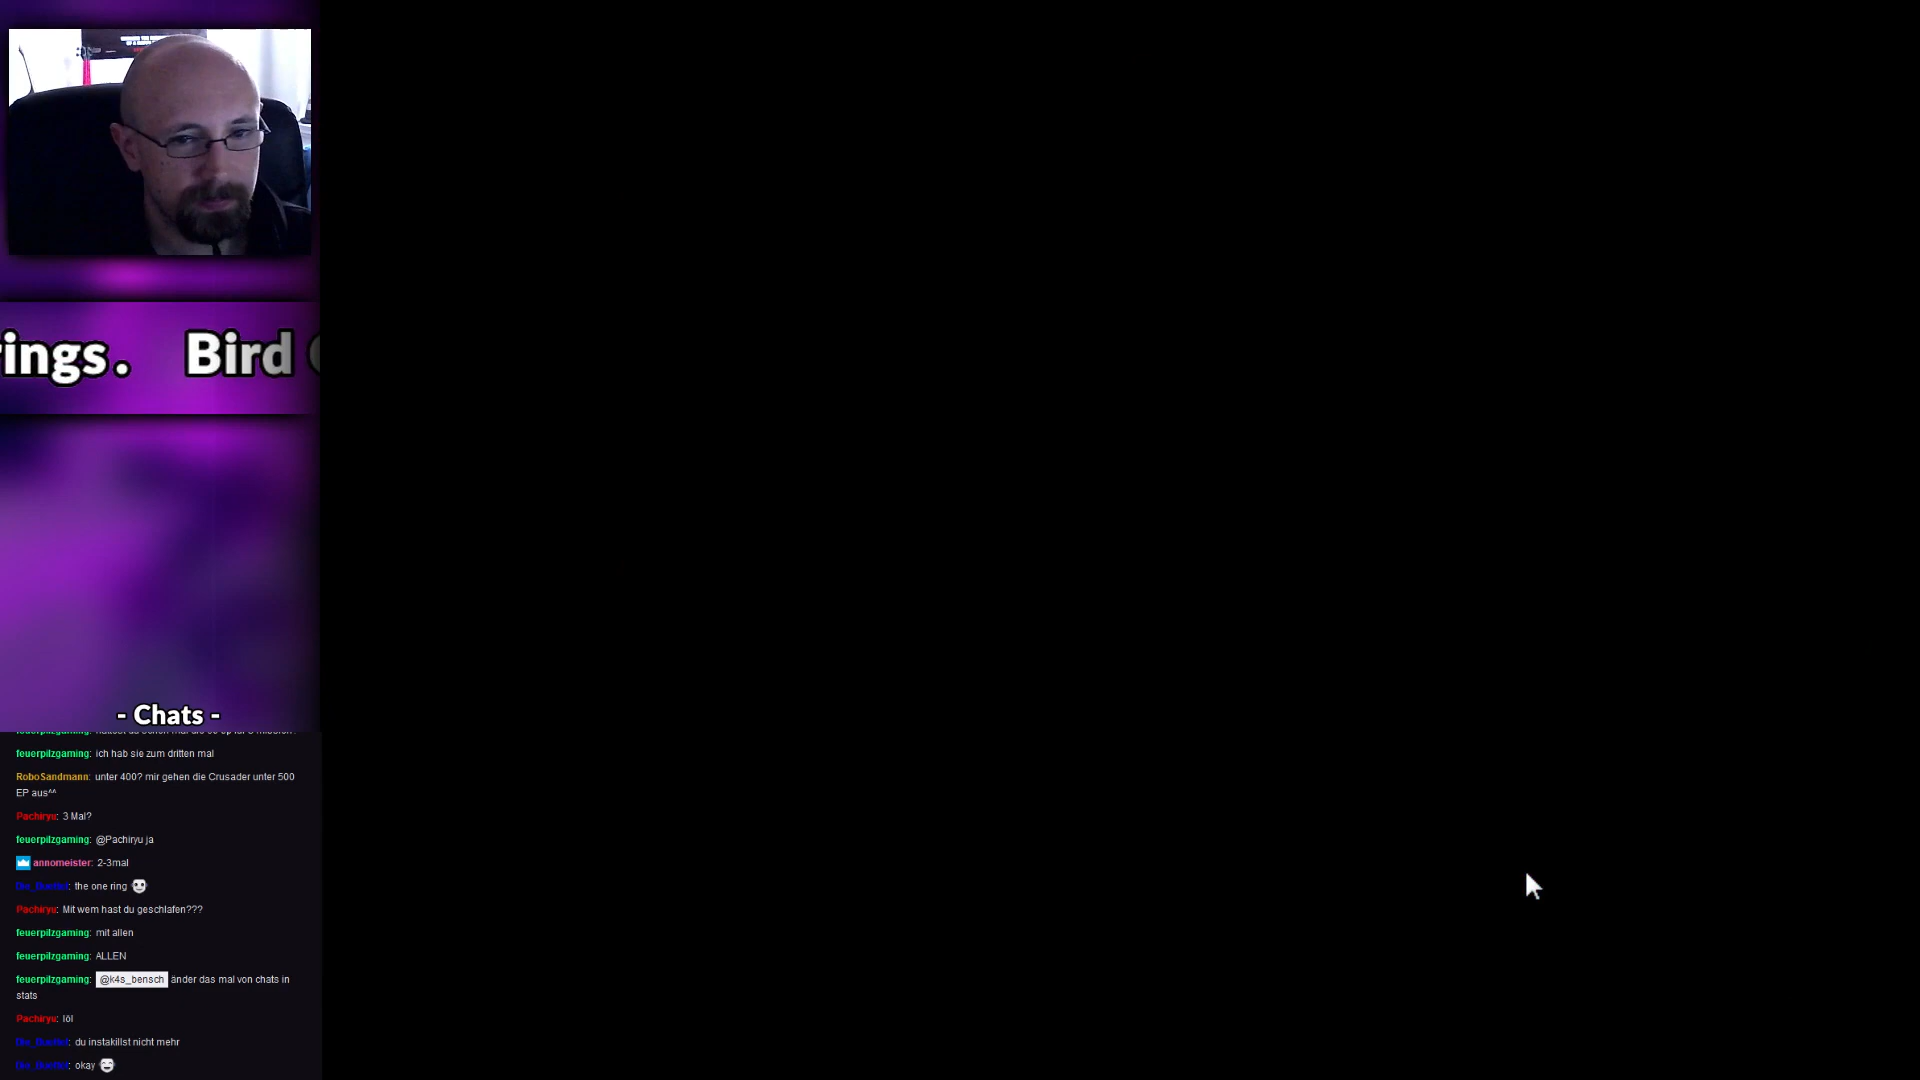 rings. Bird
- Chats -
feuerpilzgaming: ich hab sie zum dritten mal
RoboSandmann: unter 400? mir gehen die Crusader unter 500
EP aus^^
Pachiryu: 3 Mal?
feuerpilzgaming: @Pachiryu ja
annomeister: 2-3mal
the one ring
Pachiryu: Mit wem hast du geschlafen???
feuerpilzgaming: mit allen
feuerpilzgaming: ALLEN
feuerpilzgaming: @k4s_bensch änder das mal von chats in
stats
Pachiryu: löl
du instakillst nicht mehr
okay